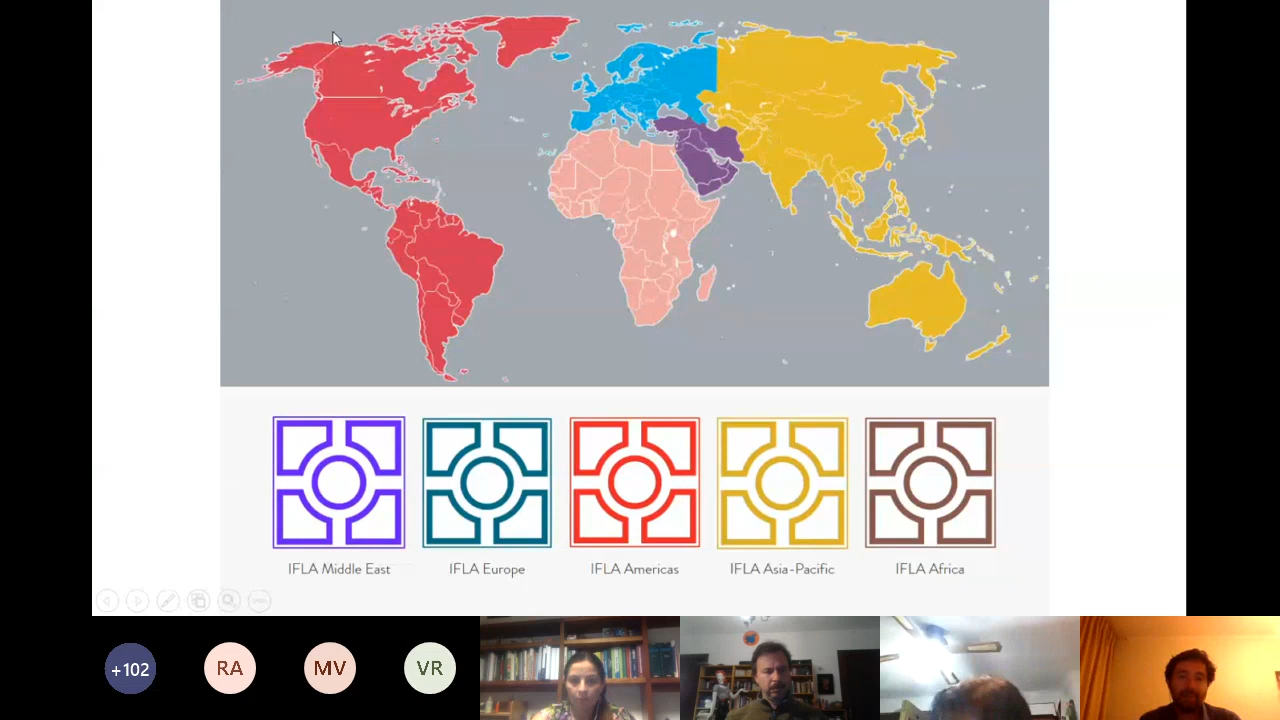 IFLA Middle East
IFLA Europe
IFLA Americas
IFLA Asia-Pacific
IFLA Africa
+102
RA
MV
VR